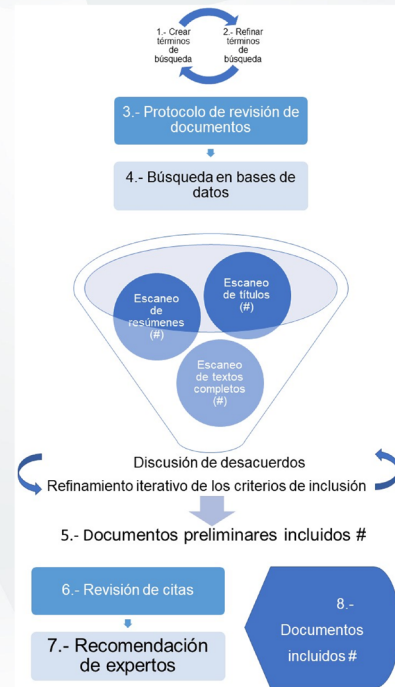 1.- Crear
términos
de
búsqueda
2.- Refinar
términos
de
búsqueda
3.- Protocolo de revisión de
documentos
4.- Búsqueda en bases de
datos
Escaneo
de
resúmenes
(#)
Escaneo
de títulos
(#)
Escaneo
de textos
completos
(#)
Discusión de desacuerdos
Refinamiento iterativo de los criterios de inclusión
5.- Documentos preliminares incluidos #
6.- Revisión de citas
7.- Recomendación
de expertos
8.-
Documentos
incluidos #